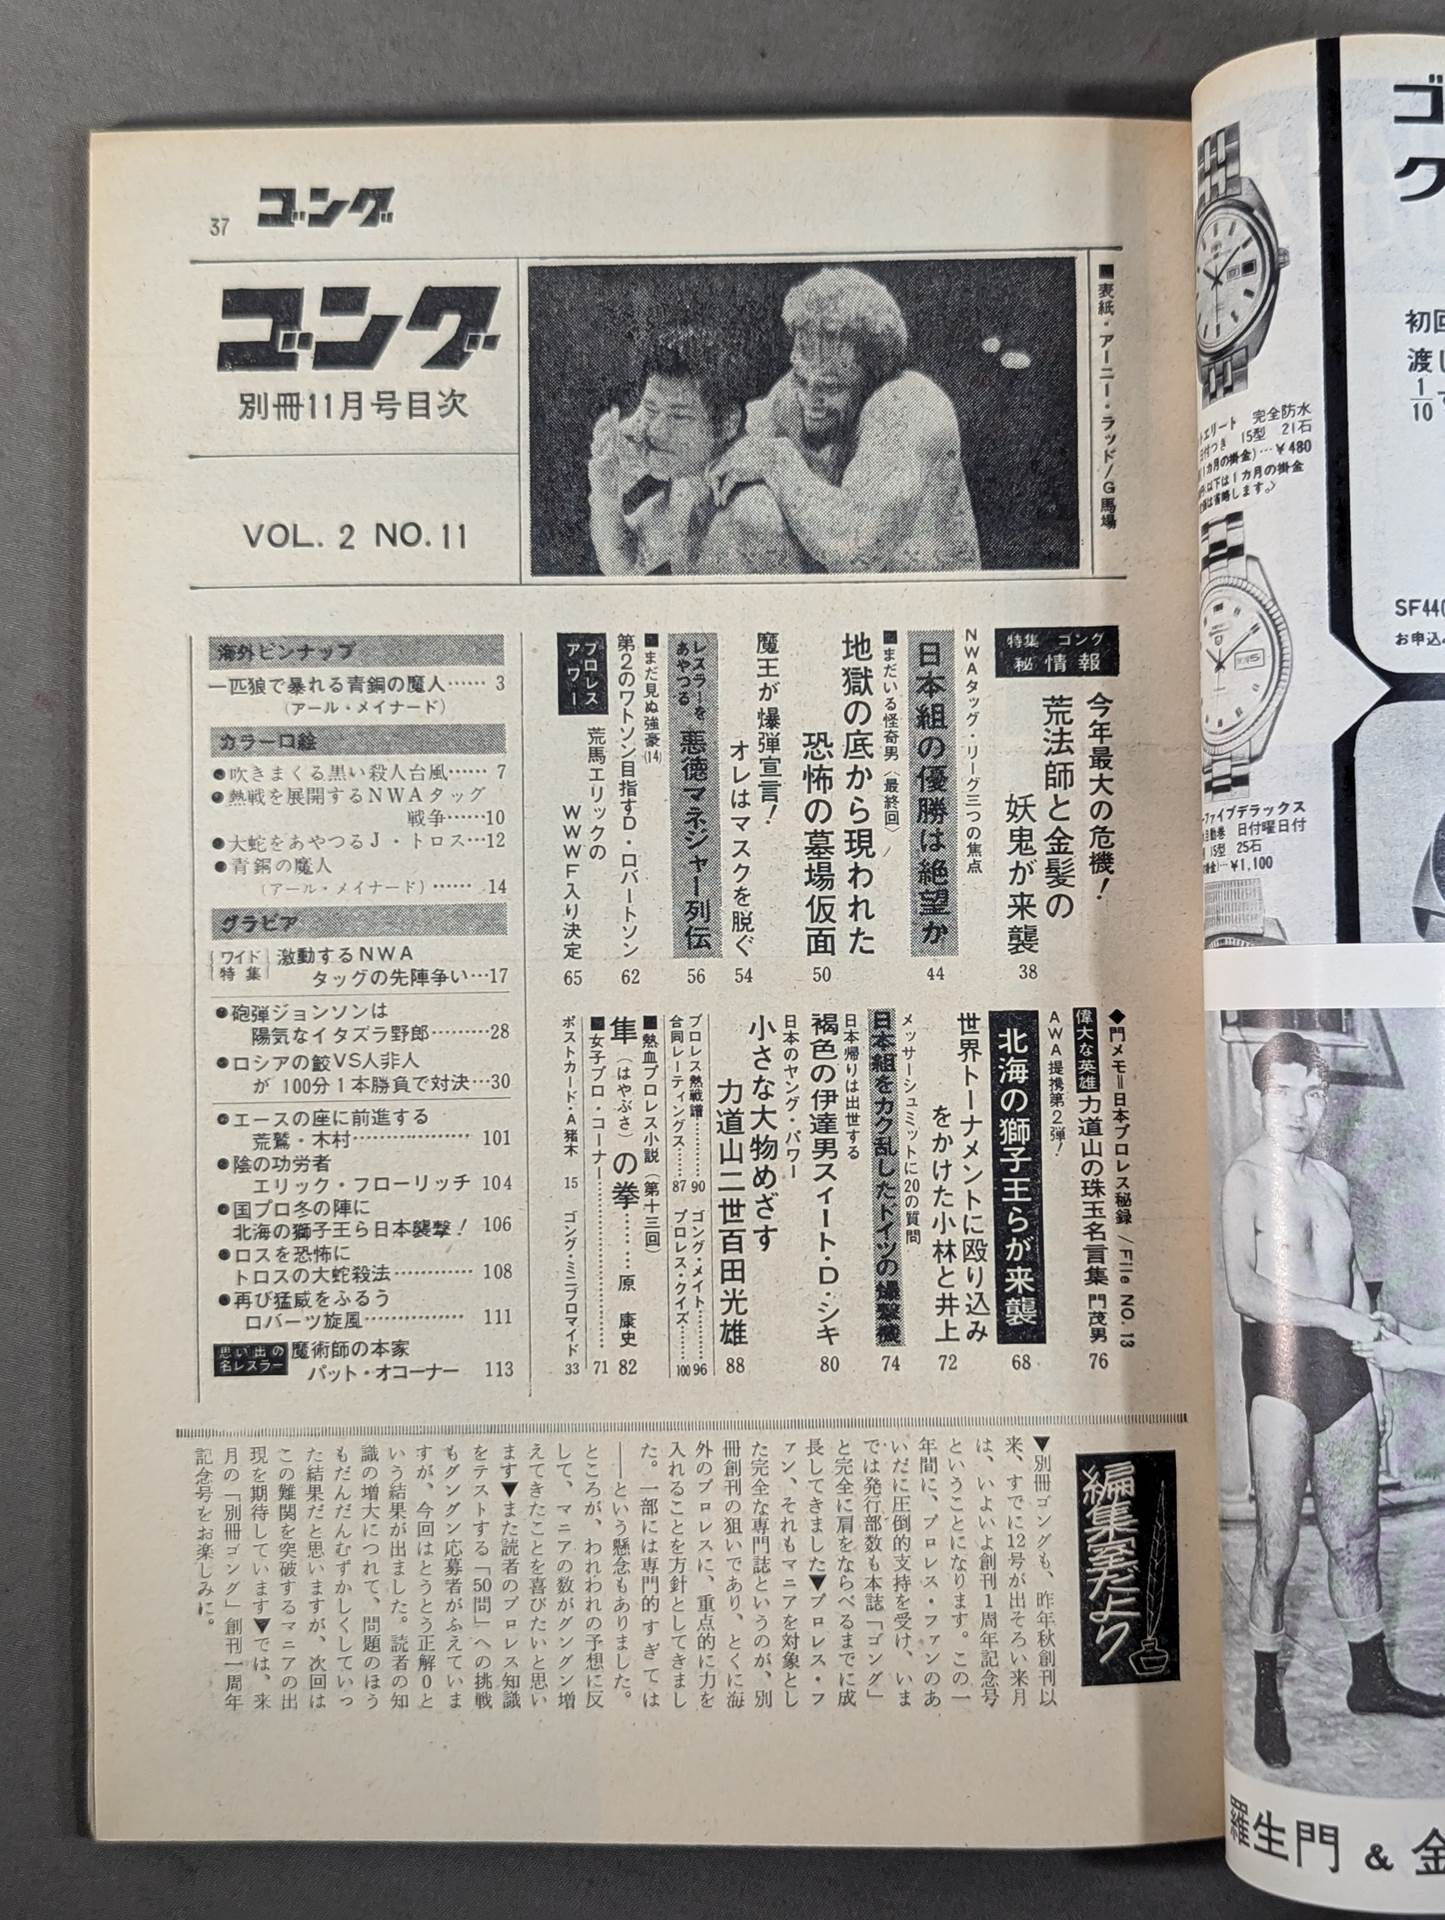 37 ゴング
ゴング
別冊11月号目次
VOL. 2 NO. 11
■表紙・アーニー・ラッド/G馬場
特集 ゴング
㊙情報
今年最大の危機!
荒法師と金髪の
妖鬼が来襲 38
NWAタッグ・リーグ三つの焦点
日本組の優勝は絶望か 44
■まだいる怪奇男(最終回)
地獄の底から現われた
恐怖の墓場仮面 50
魔王が爆弾宣言!
オレはマスクを脱ぐ 54
レスラーを
あやつる
悪徳マネジャー列伝 56
■まだ見ぬ強豪(14)
第2のワトソン目指すD・ロバートソン 62
プロレス
アワー
荒馬エリックの
WWWF入り決定 65
◆門メモ=日本プロレス秘録/File NO. 13
偉大な英雄
力道山の珠玉名言集 門茂男 76
AWA提携第2弾!
北海の獅子王らが来襲 68
世界トーナメントに殴り込み
をかけた小林と井上 72
メッサーシュミットに20の質問
日本組をカク乱したドイツの爆撃機 74
日本帰りは出世する
褐色の伊達男スイート・D・シキ 80
日本のヤング・パワー
小さな大物めざす
力道山二世百田光雄 88
プロレス熱戦譜……90
合同レーティングス……87
ゴング・メイト……96
プロレス・クイズ……100
■熱血プロレス小説(第十三回)
隼(はやぶさ)の拳……原 康史 82
■女子プロ・コーナー……71
ポストカード・A猪木 15
ゴング・ミニブロマイド 33
海外ピンナップ
一匹狼で暴れる青銅の魔人…… 3
(アール・メイナード)
カラー口絵
●吹きまくる黒い殺人台風…… 7
●熱戦を展開するNWAタッグ
戦争……10
●大蛇をあやつるJ・トロス…12
●青銅の魔人
(アール・メイナード)…… 14
グラビア
ワイド
特集
激動するNWA
タッグの先陣争い…17
●砲弾ジョンソンは
陽気なイタズラ野郎………28
●ロシアの鮫VS人非人
が 100分1本勝負で対決…30
●エースの座に前進する
荒鷲・木村……………… 101
●陰の功労者
エリック・フローリッチ 104
●国プロ冬の陣に
北海の獅子王ら日本襲撃! 106
●ロスを恐怖に
トロスの大蛇殺法………… 108
●再び猛威をふるう
ロバーツ旋風…………… 111
思い出の
名レスラー
魔術師の本家
パット・オコーナー 113
編集室だより
▼別冊ゴングも、昨年秋創刊以
来、すでに12号が出そろい来月
は、いよいよ創刊1周年記念号
ということになります。この一
年間に、プロレス・ファンのあ
いだに圧倒的支持を受け、いま
では発行部数も本誌「ゴング」
と完全に肩をならべるまでに成
長してきました▼プロレス・フ
ァン、それもマニアを対象とし
た完全な専門誌というのが、別
冊創刊の狙いであり、とくに海
外のプロレスに、重点的に力を
入れることを方針としてきまし
た。一部には専門的すぎては
――という懸念もありました。
ところが、われわれの予想に反
して、マニアの数がグングン増
えてきたことを喜びたいと思い
ます▼また読者のプロレス知識
をテストする「50問」への挑戦
もグングン応募者がふえていま
すが、今回はとうとう正解0と
いう結果が出ました。読者の知
識の増大につれて、問題のほう
もだんだんむずかしくしていっ
た結果だと思いますが、次回は
この難関を突破するマニアの出
現を期待しています▼では、来
月の「別冊ゴング」創刊一周年
記念号をお楽しみに。
エリート 完全防水
日付つき 15型 21石
1カ月の掛金)…¥480
以下は1カ月の掛金
は省略します。〉
ファイブデラックス
自動巻 日付曜日付
15型 25石
¥1,100
ゴ
ク
初回
渡し
1/10
SF440
お申込
羅生門 & 金